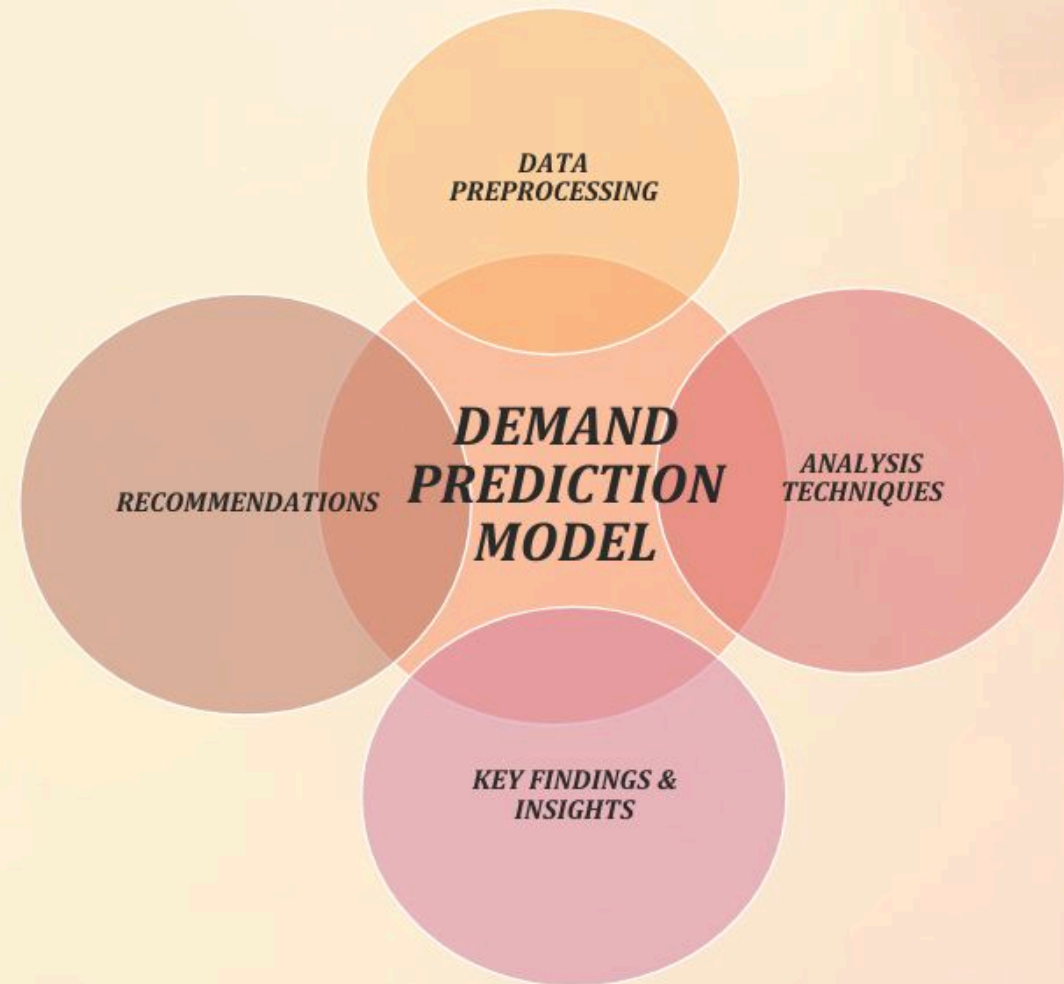 DATA
PREPROCESSING
DEMAND
PREDICTION
MODEL
ANALYSIS
TECHNIQUES
RECOMMENDATIONS
KEY FINDINGS &
INSIGHTS